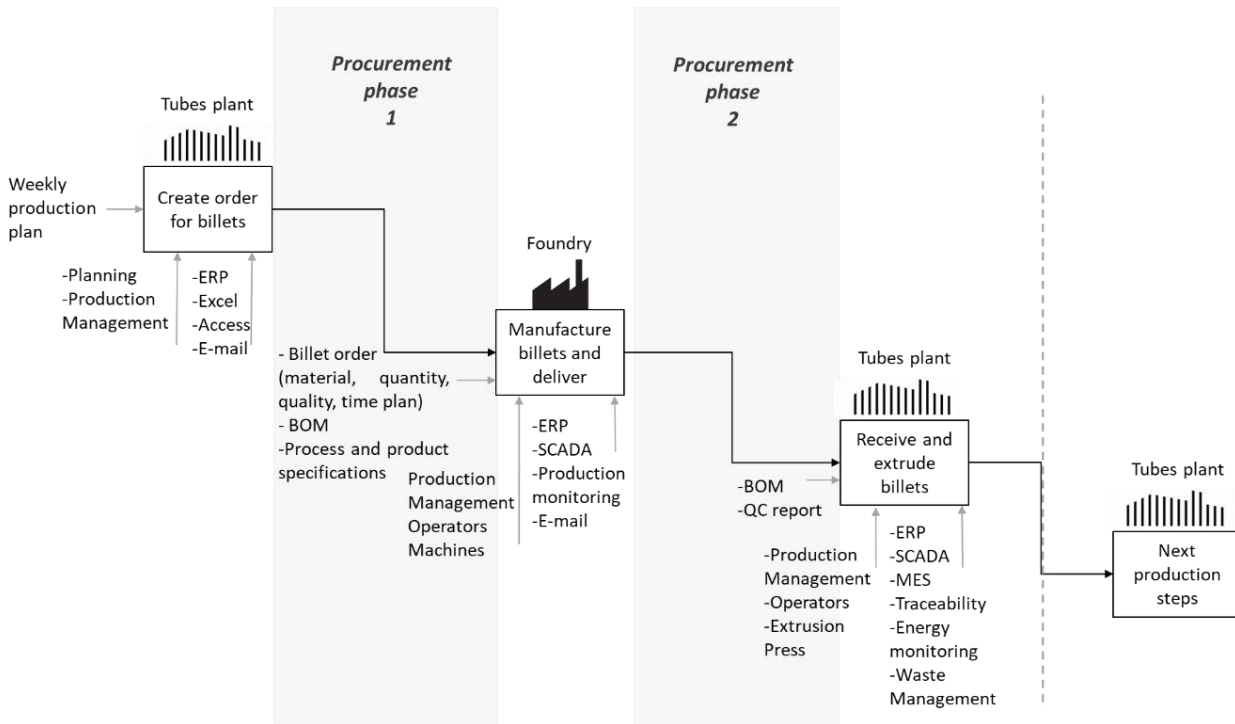 Procurement
phase
1
Procurement
phase
2
Tubes plant
Weekly
production
plan
Create order
for billets
-Planning
-Production
Management
-ERP
-Excel
-Access
-E-mail
Foundry
Manufacture
billets and
deliver
- Billet order
(material, quantity,
quality, time plan)
- BOM
-Process and product
specifications
Production
Management
Operators
Machines
-ERP
-SCADA
-Production
monitoring
-E-mail
Tubes plant
Receive and
extrude
billets
-BOM
-QC report
-Production
Management
-Operators
-Extrusion
Press
-ERP
-SCADA
-MES
-Traceability
-Energy
monitoring
-Waste
Management
Tubes plant
Next
production
steps